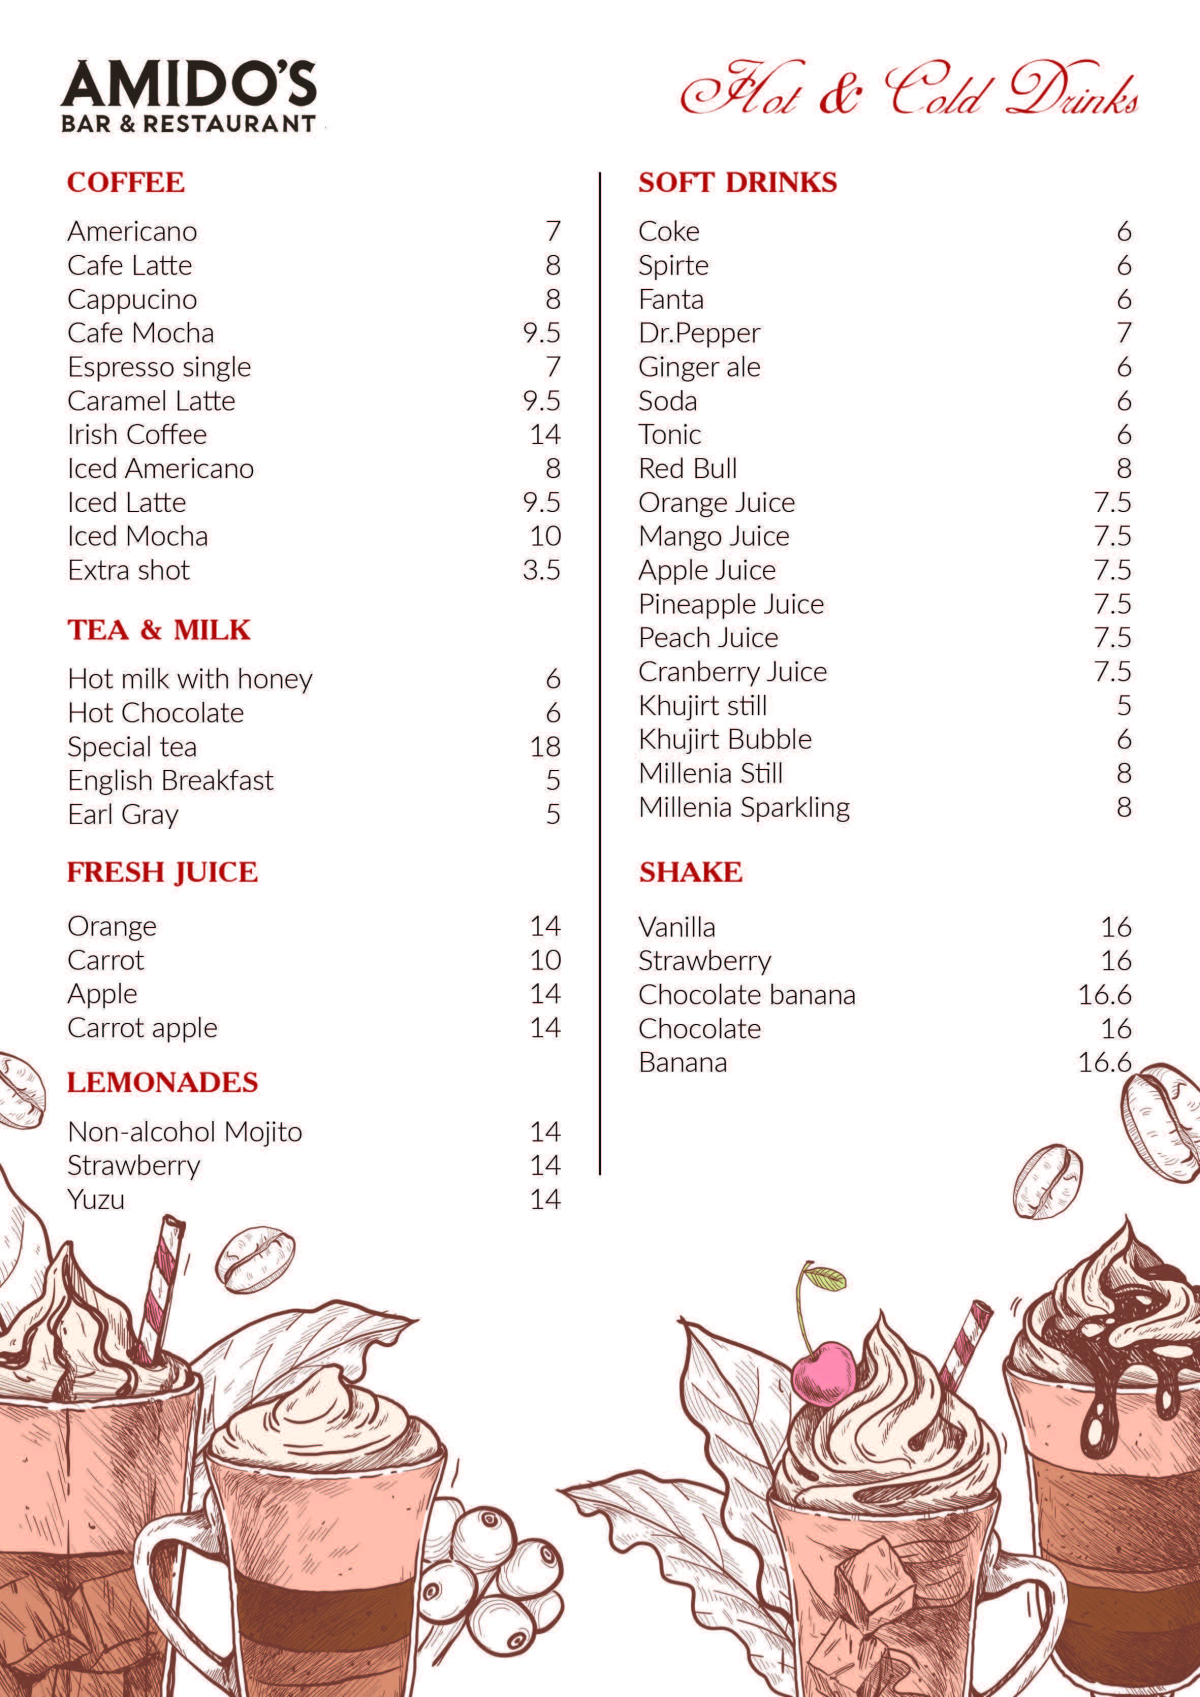 AMIDO'S
BAR & RESTAURANT
Hot & Cold Drinks
COFFEE
Americano 7
Cafe Latte 8
Cappucino 8
Cafe Mocha 9.5
Espresso single 7
Caramel Latte 9.5
Irish Coffee 14
Iced Americano 8
Iced Latte 9.5
Iced Mocha 10
Extra shot 3.5
TEA & MILK
Hot milk with honey 6
Hot Chocolate 6
Special tea 18
English Breakfast 5
Earl Gray 5
FRESH JUICE
Orange 14
Carrot 10
Apple 14
Carrot apple 14
LEMONADES
Non-alcohol Mojito 14
Strawberry 14
Yuzu 14
SOFT DRINKS
Coke 6
Spirte 6
Fanta 6
Dr.Pepper 7
Ginger ale 6
Soda 6
Tonic 6
Red Bull 8
Orange Juice 7.5
Mango Juice 7.5
Apple Juice 7.5
Pineapple Juice 7.5
Peach Juice 7.5
Cranberry Juice 7.5
Khujirt still 5
Khujirt Bubble 6
Millenia Still 8
Millenia Sparkling 8
SHAKE
Vanilla 16
Strawberry 16
Chocolate banana 16.6
Chocolate 16
Banana 16.6